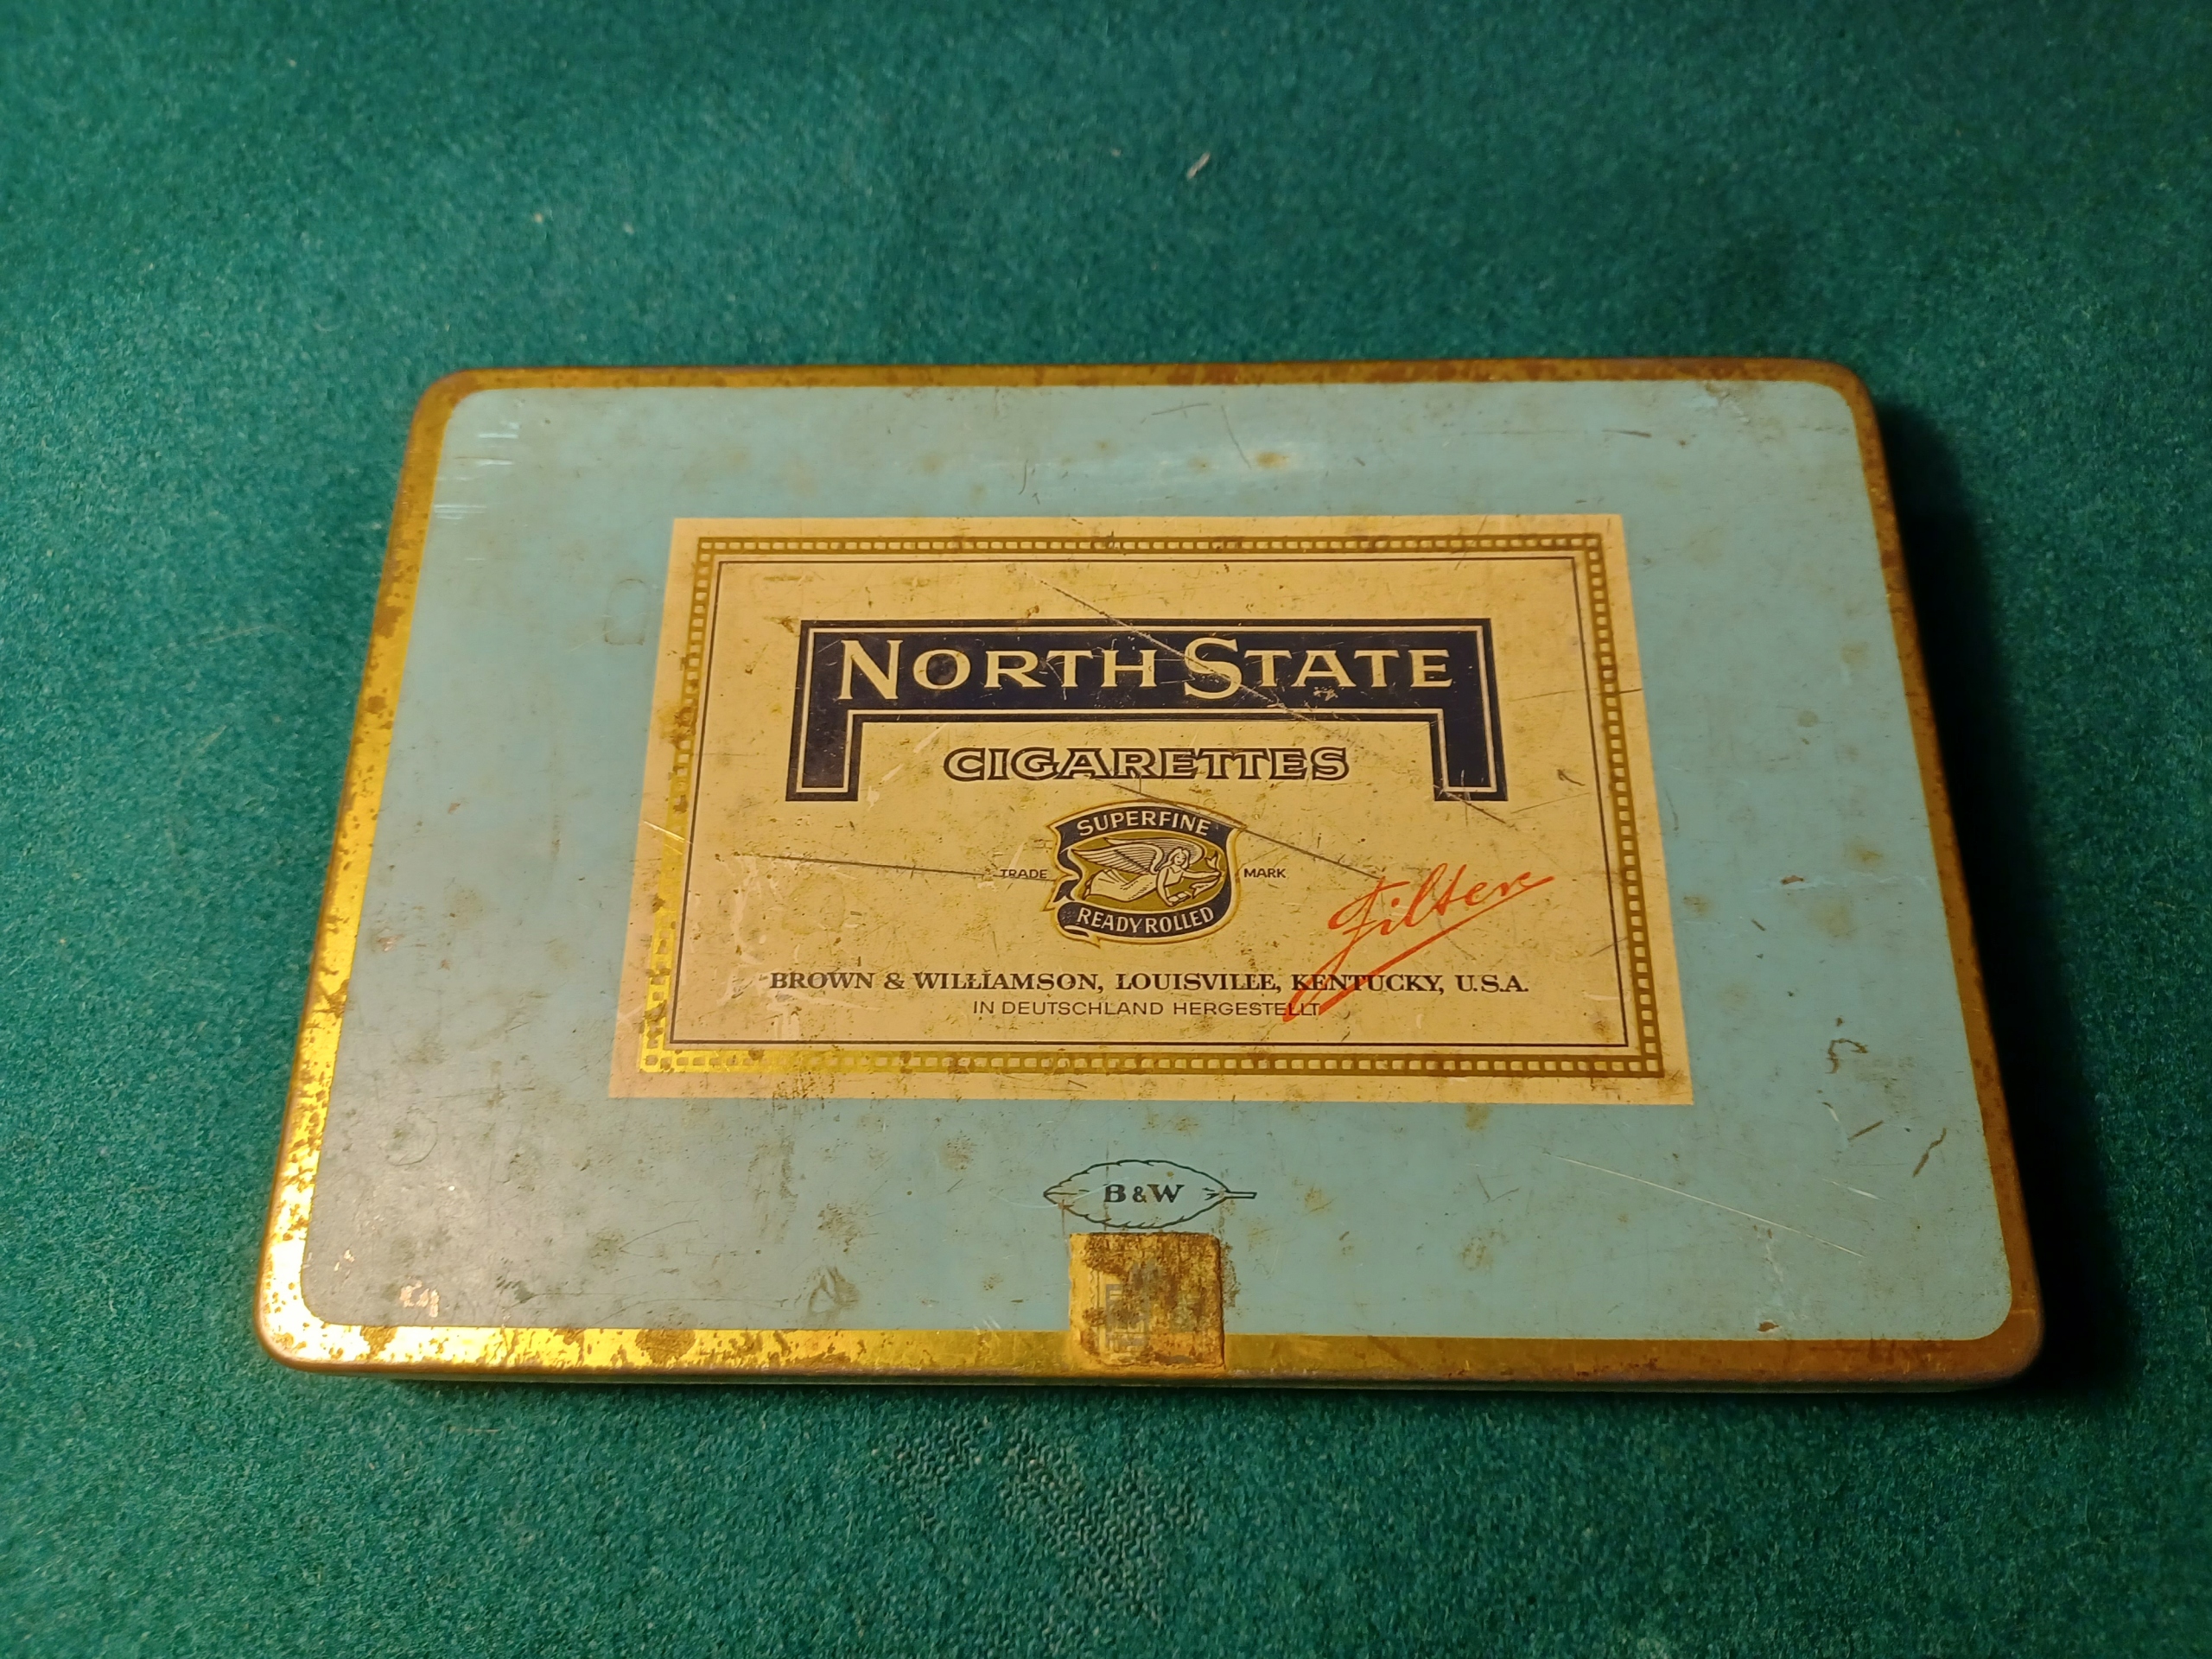 NORTH STATE
CIGARETTES
SUPERFINE
TRADE MARK
READY ROLLED
Filter
BROWN & WILLIAMSON, LOUISVILLE, KENTUCKY, U.S.A.
IN DEUTSCHLAND HERGESTELLT
B&W